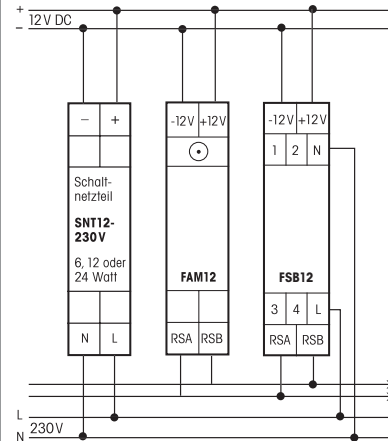 +
12V DC
−
− +
-12V +12V
-12V +12V
1 2 N
Schalt-
netzteil
SNT12-
230V
6, 12 oder
24 Watt
FAM12
FSB12
3 4 L
N L
RSA RSB
RSA RSB
L
230V
N